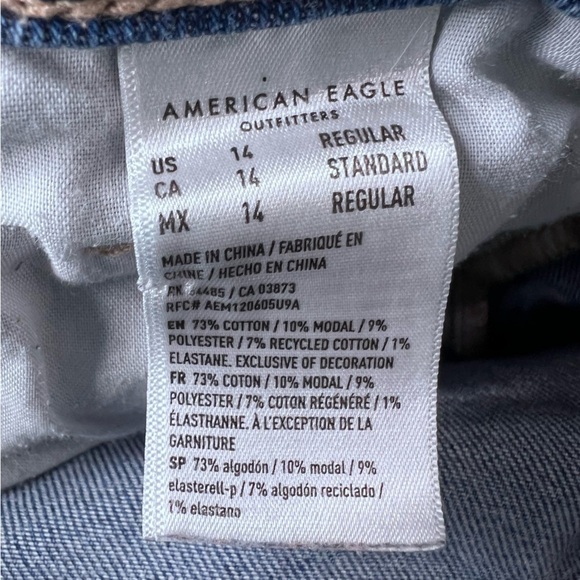 AMERICAN EAGLE
OUTFITTERS
US 14 REGULAR
CA 14 STANDARD
MX 14 REGULAR
MADE IN CHINA / FABRIQUÉ EN
CHINE / HECHO EN CHINA
/ CA 03873
RFC# AEM120605U9A
EN 73% COTTON / 10% MODAL / 9%
POLYESTER / 7% RECYCLED COTTON / 1%
ELASTANE. EXCLUSIVE OF DECORATION
FR 73% COTON / 10% MODAL / 9%
POLYESTER / 7% COTON RÉGÉNÉRÉ / 1%
ÉLASTHANNE. À L'EXCEPTION DE LA
GARNITURE
SP 73% algodón / 10% modal / 9%
elasterell-p / 7% algodón reciclado /
1% elastano